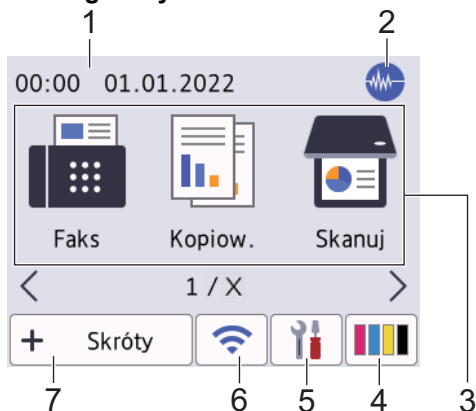 1 2
00:00 01.01.2022
Faks Kopiow. Skanuj
< 1 / X >
+ Skróty
7 6 5 4 3